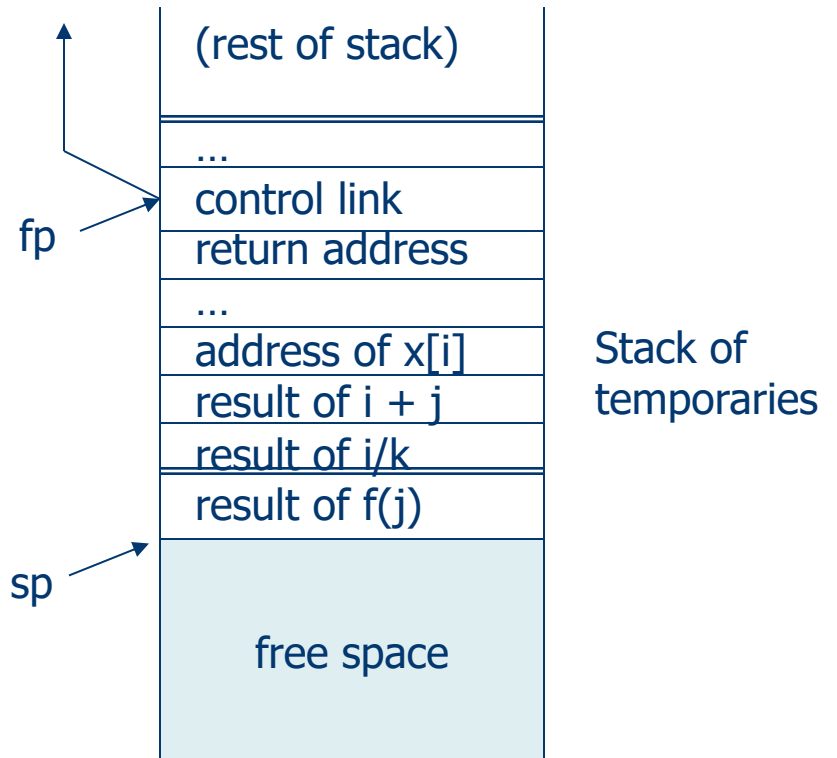 (rest of stack)
...
control link
fp
return address
...
address of x[i]
Stack of
temporaries
result of i + j
result of i/k
result of f(j)
sp
free space